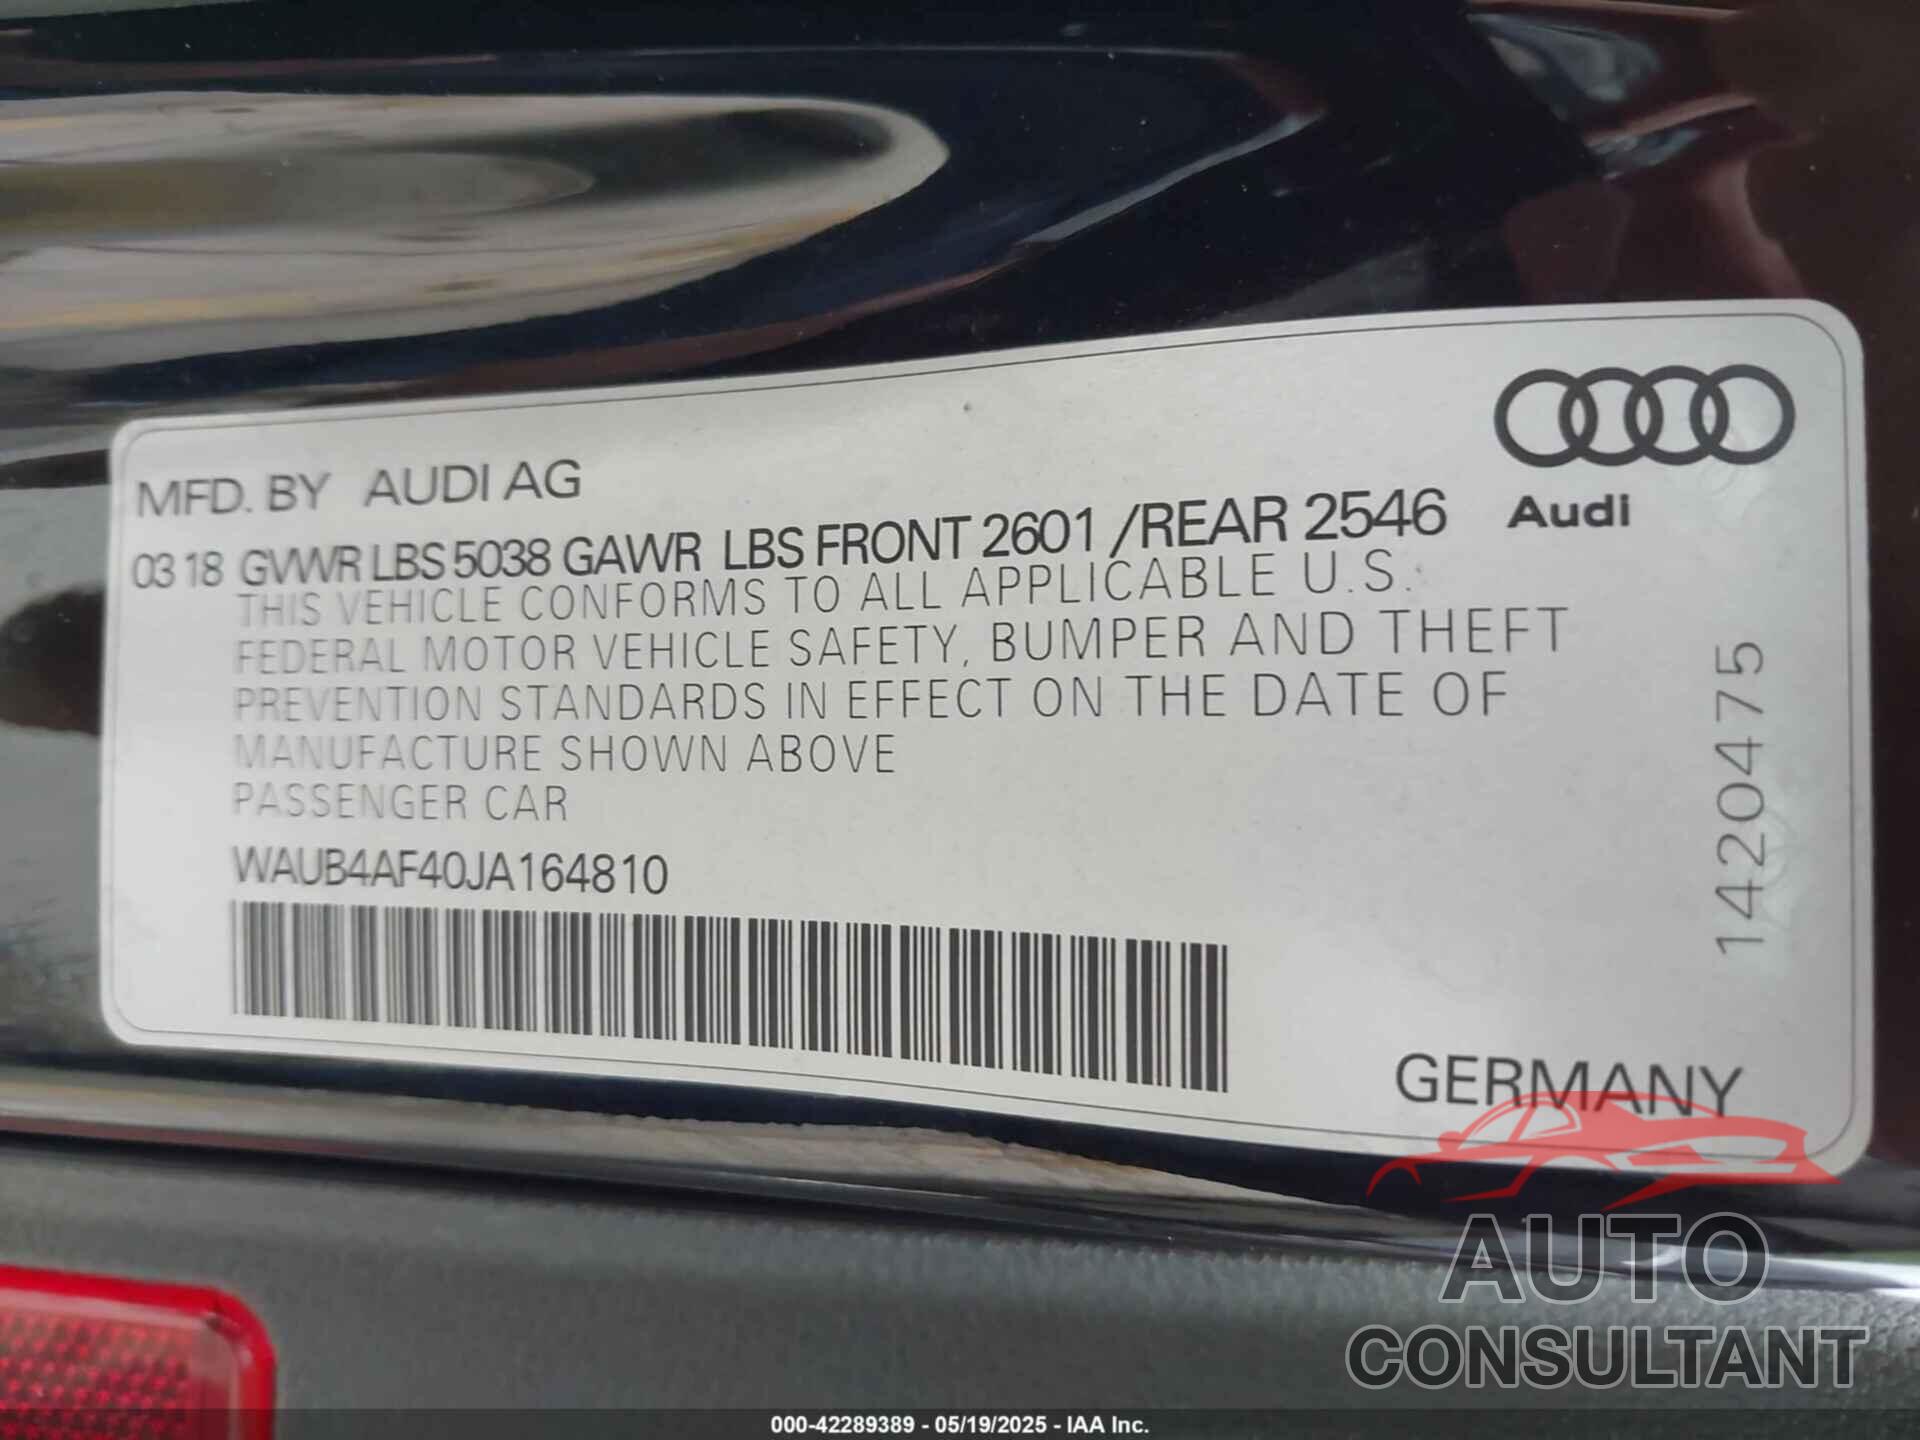 MFD. BY AUDI AG
03 18 GVWR LBS 5038 GAWR LBS FRONT 2601 /REAR 2546
THIS VEHICLE CONFORMS TO ALL APPLICABLE U.S.
FEDERAL MOTOR VEHICLE SAFETY, BUMPER AND THEFT
PREVENTION STANDARDS IN EFFECT ON THE DATE OF
MANUFACTURE SHOWN ABOVE
PASSENGER CAR
WAUB4AF40JA164810
Audi
1420475
GERMANY
AUTO
CONSULTANT
000-42289389 - 05/19/2025 - IAA Inc.